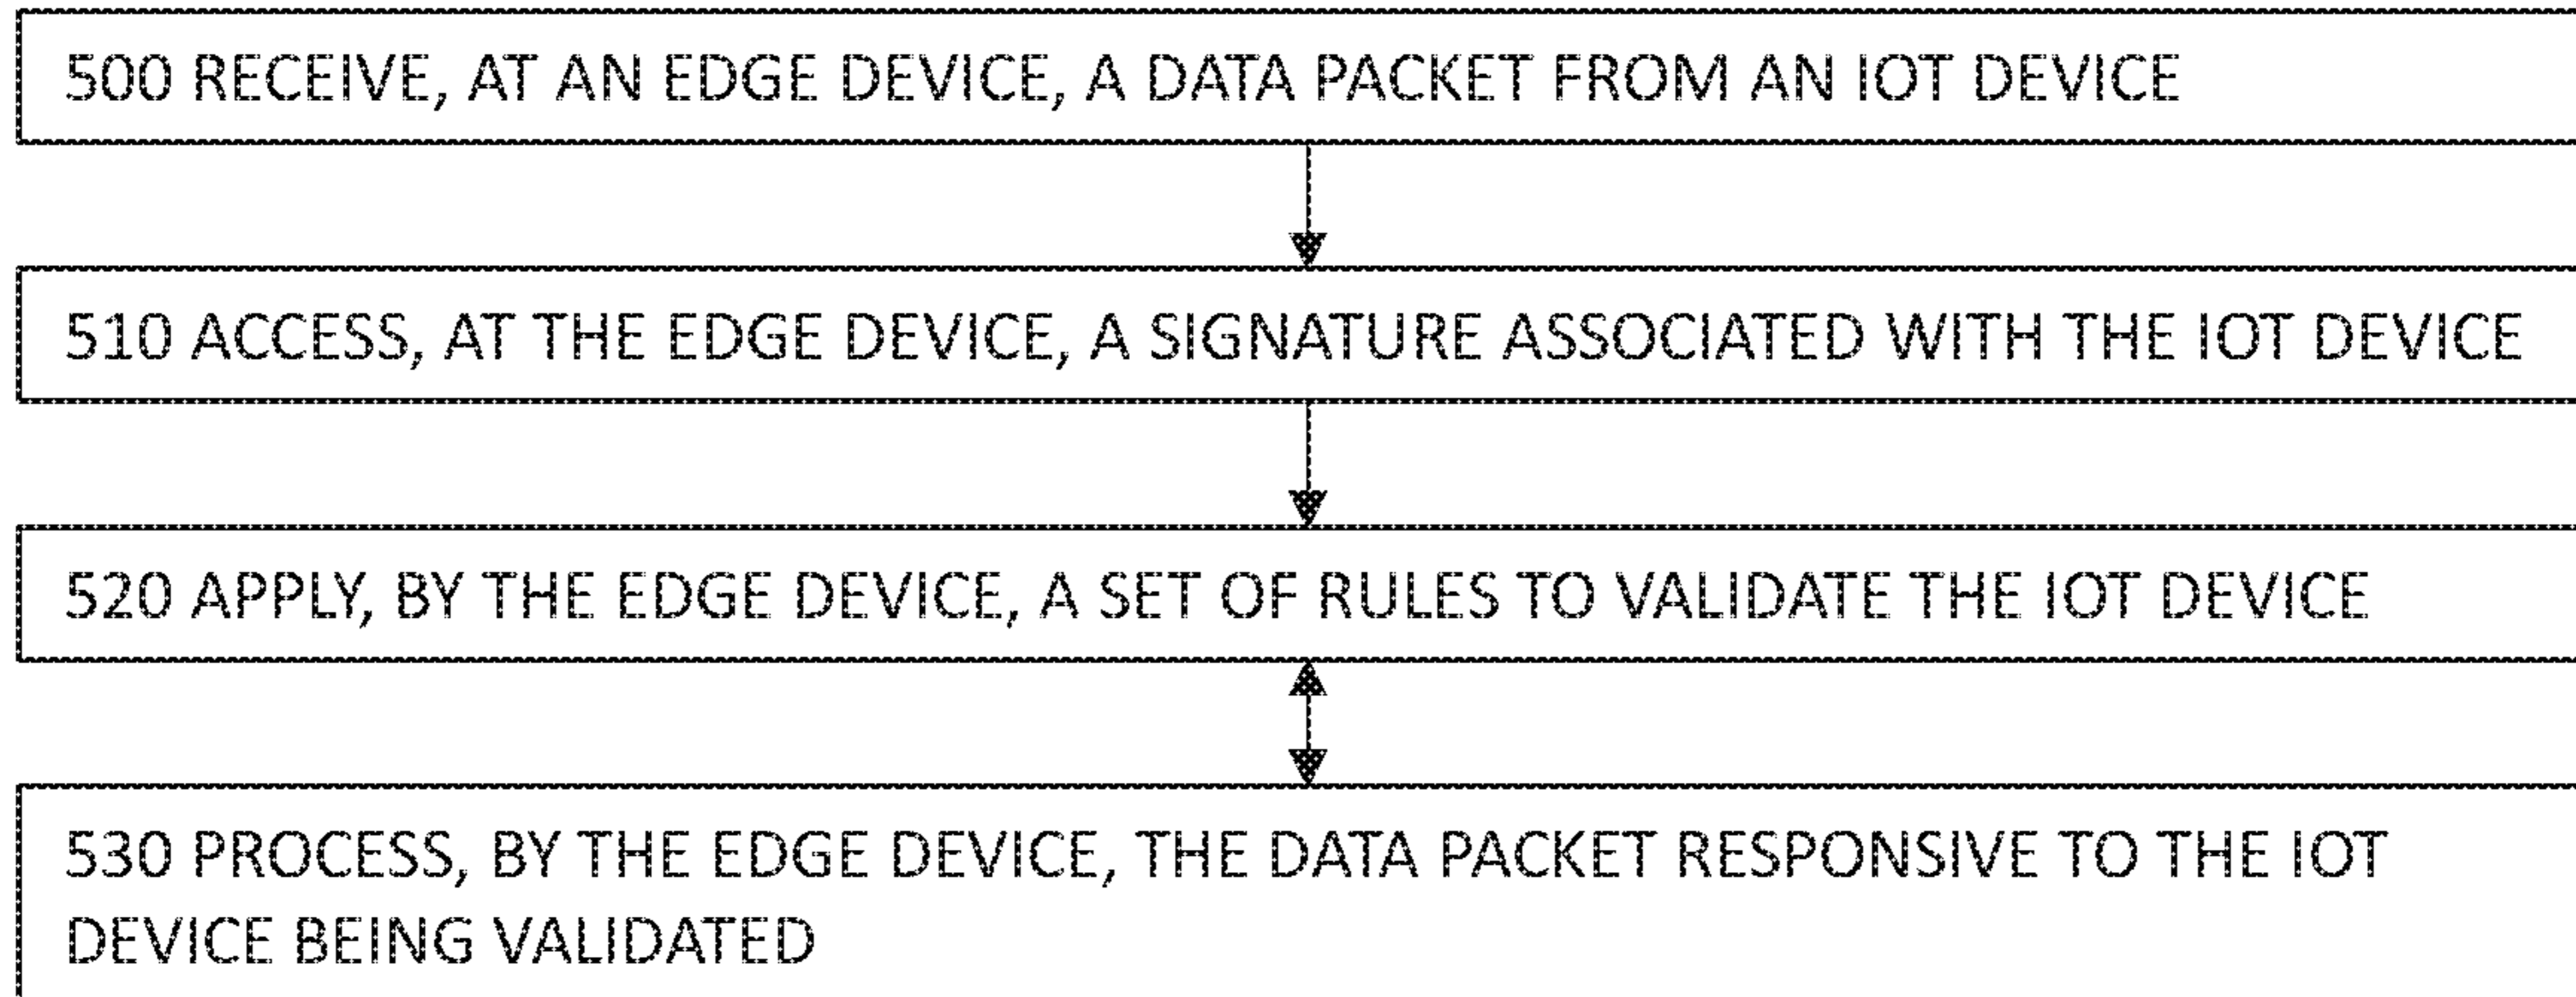 500 RECEIVE, AT AN EDGE DEVICE, A DATA PACKET FROM AN IOT DEVICE
510 ACCESS, AT THE EDGE DEVICE, A SIGNATURE ASSOCIATED WITH THE IOT DEVICE
520 APPLY, BY THE EDGE DEVICE, A SET OF RULES TO VALIDATE THE IOT DEVICE
530 PROCESS, BY THE EDGE DEVICE, THE DATA PACKET RESPONSIVE TO THE IOT
DEVICE BEING VALIDATED